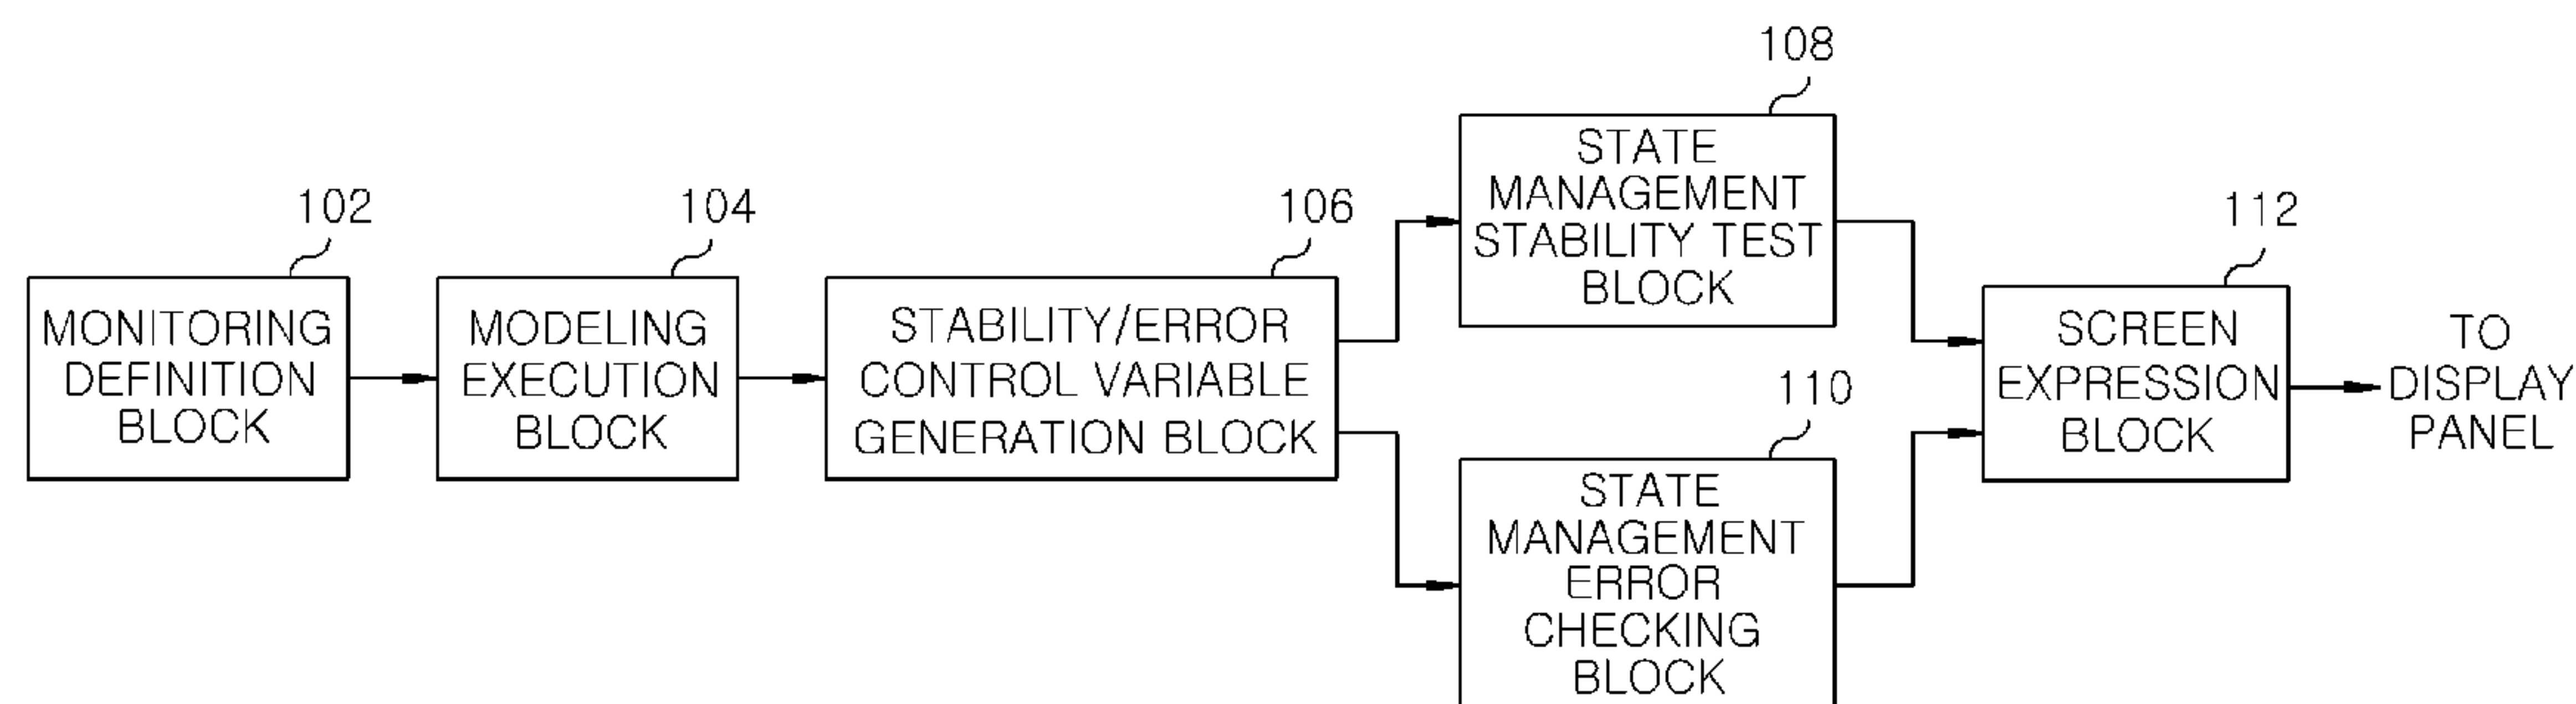 102
MONITORING
DEFINITION
BLOCK
104
MODELING
EXECUTION
BLOCK
106
STABILITY/ERROR
CONTROL VARIABLE
GENERATION BLOCK
108
STATE
MANAGEMENT
STABILITY TEST
BLOCK
110
STATE
MANAGEMENT
ERROR
CHECKING
BLOCK
112
SCREEN
EXPRESSION
BLOCK
TO
DISPLAY
PANEL